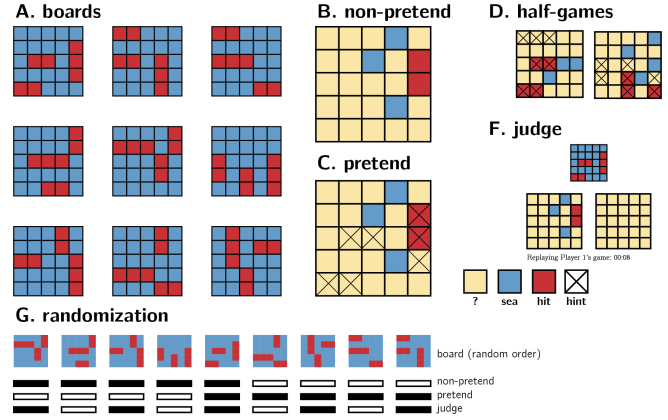 A. boards
B. non-pretend
C. pretend
D. half-games
F. judge
Replaying Player 1's game: 00:08
? sea hit hint
G. randomization
board (random order)
non-pretend
pretend
judge